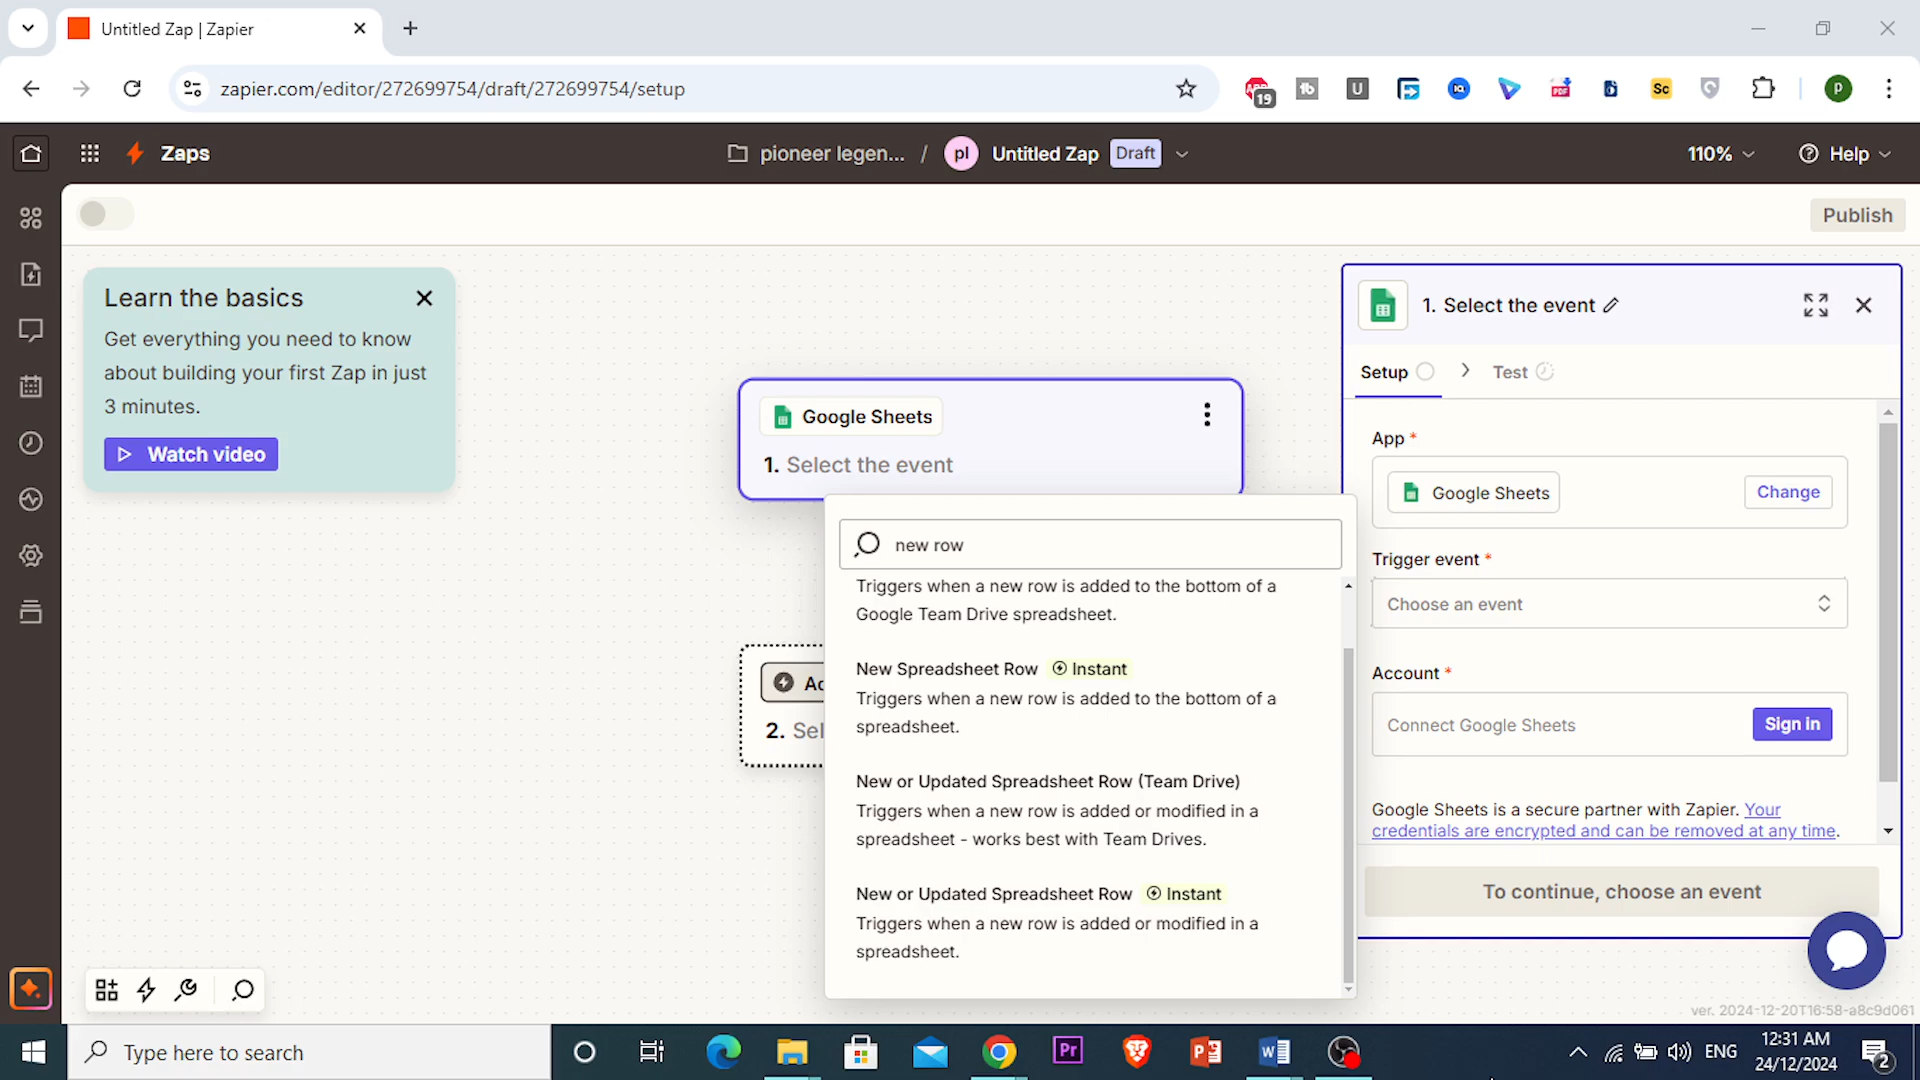 Untitled Zap | Zapier
zapier.com/editor/272699754/draft/272699754/setup
19
U
PDF
Sc
p
Zaps
pioneer legen... / pl Untitled Zap Draft
110%
Help
Publish
Learn the basics
Get everything you need to know
about building your first Zap in just
3 minutes.
Watch video
Google Sheets
1. Select the event
new row
Triggers when a new row is added to the bottom of a
Google Team Drive spreadsheet.
New Spreadsheet Row Instant
Triggers when a new row is added to the bottom of a
spreadsheet.
New or Updated Spreadsheet Row (Team Drive)
Triggers when a new row is added or modified in a
spreadsheet - works best with Team Drives.
New or Updated Spreadsheet Row Instant
Triggers when a new row is added or modified in a
spreadsheet.
Ac
2. Sel
1. Select the event
Setup > Test
App *
Google Sheets
Change
Trigger event *
Choose an event
Account *
Connect Google Sheets
Sign in
Google Sheets is a secure partner with Zapier. Your
credentials are encrypted and can be removed at any time.
To continue, choose an event
ver. 2024-12-20T16:58-a8c9d061
Type here to search
Pr
ENG
12:31 AM
24/12/2024
2